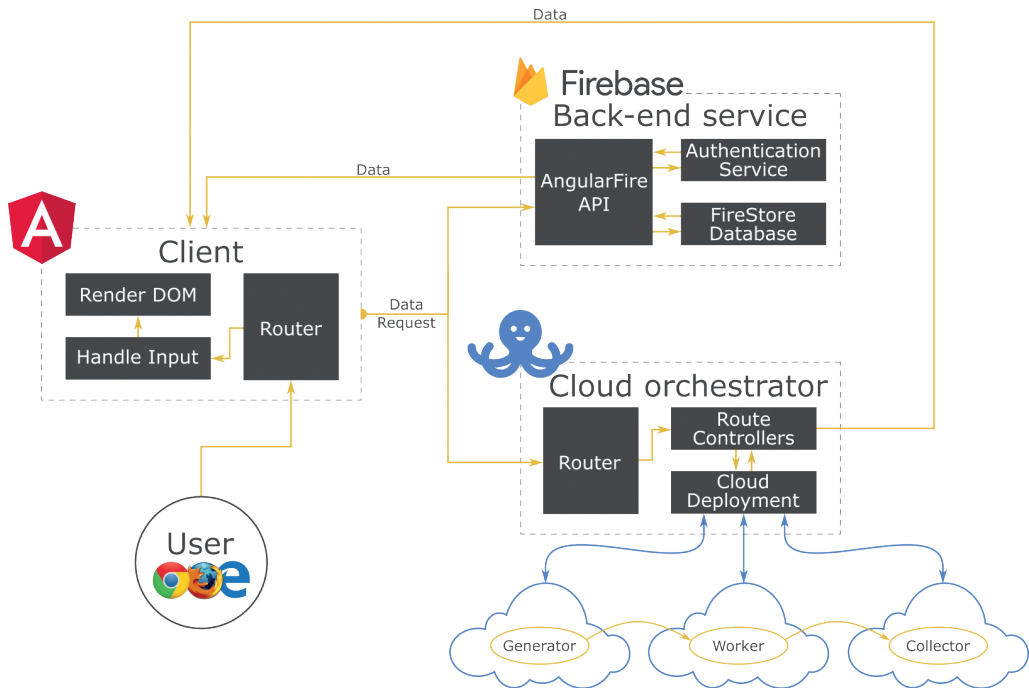 Data
Firebase
Back-end service
AngularFire
API
Authentication
Service
FireStore
Database
Data
A
Client
Render DOM
Handle Input
Router
Data
Request
Cloud orchestrator
Router
Route
Controllers
Cloud
Deployment
User
Generator
Worker
Collector